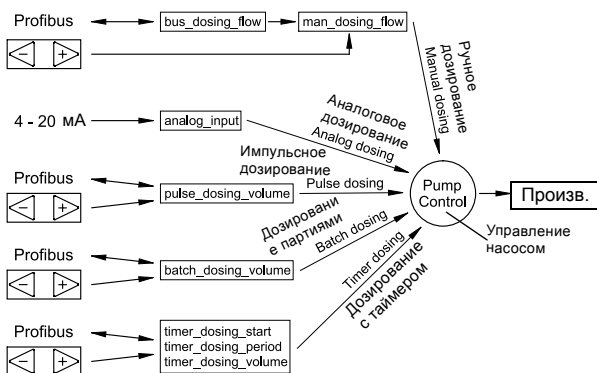 Profibus
bus_dosing_flow
man_dosing_flow
− +
Ручное
дозирование
Manual dosing
4 - 20 мА
analog_input
Аналоговое
дозирование
Analog dosing
Импульсное
дозирование
Profibus
− +
pulse_dosing_volume
Pulse dosing
Pump
Control
Произв.
Управление
насосом
Дозировани
е партиями
Batch dosing
Profibus
− +
batch_dosing_volume
Timer dosing
Дозирование
с таймером
Profibus
− +
timer_dosing_start
timer_dosing_period
timer_dosing_volume